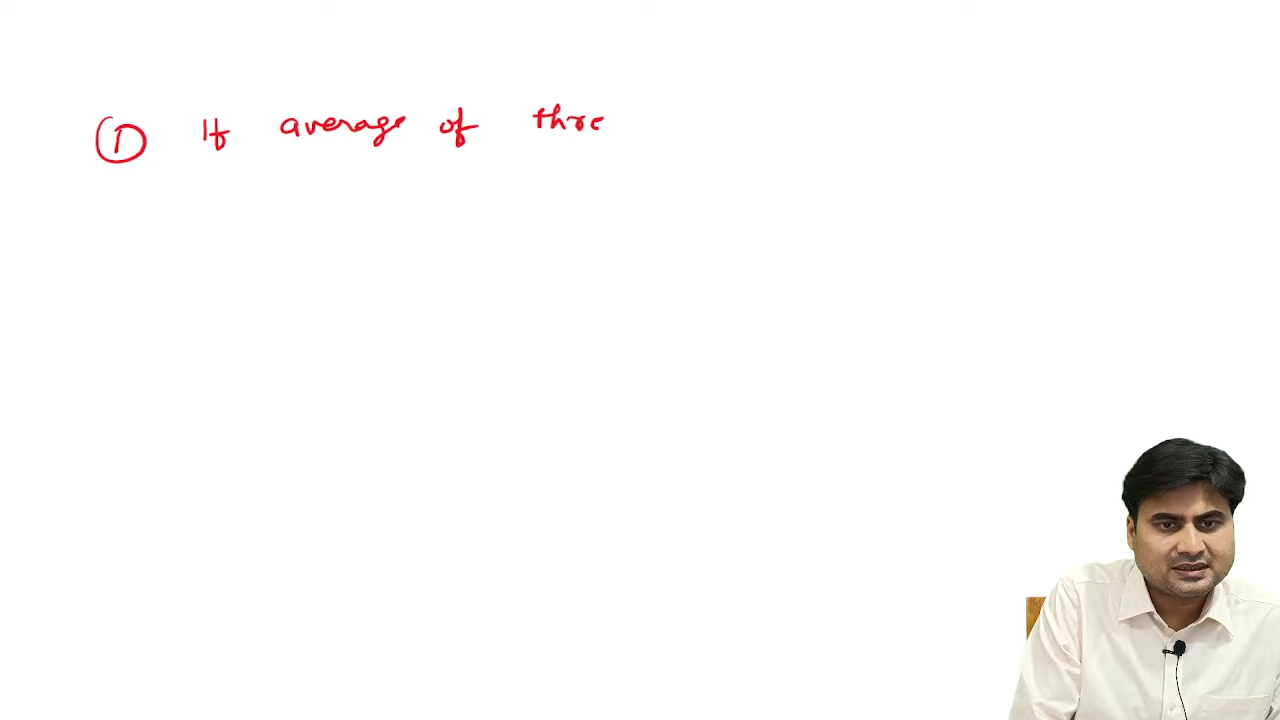 ① If average of thre